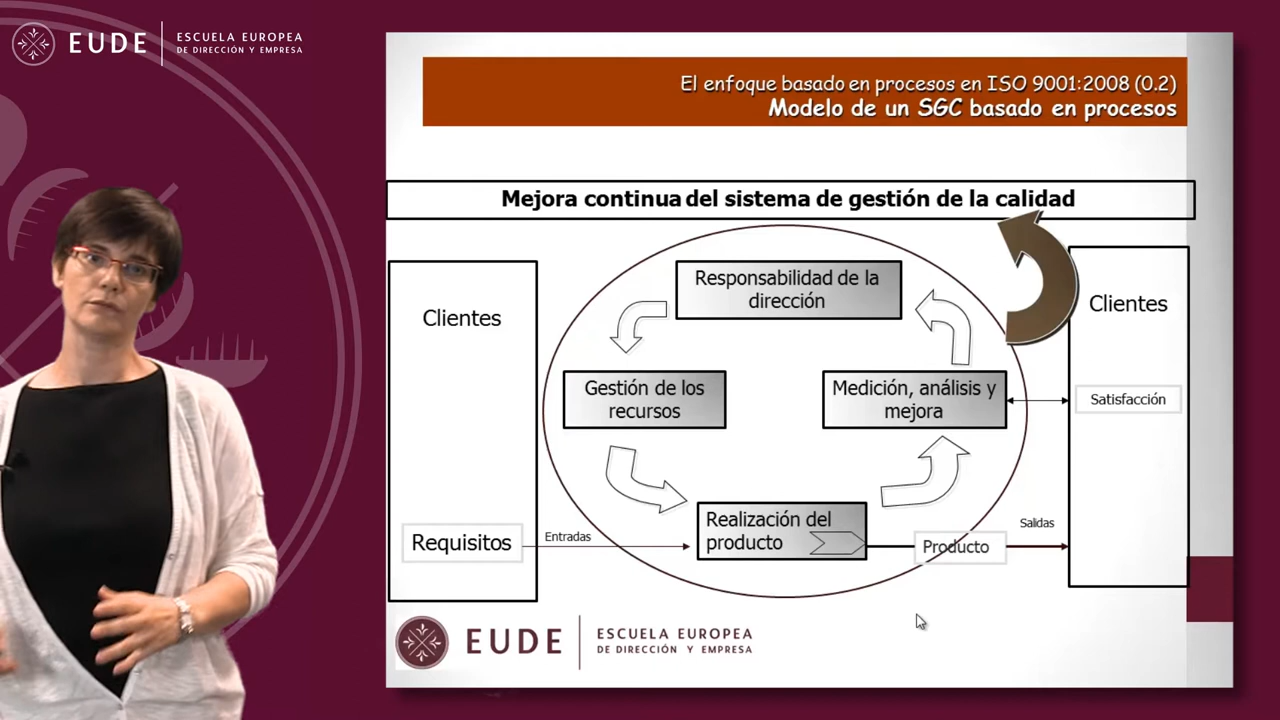 EUDE
ESCUELA EUROPEA
DE DIRECCIÓN Y EMPRESA
El enfoque basado en procesos en ISO 9001:2008 (0.2)
Modelo de un SGC basado en procesos
Mejora continua del sistema de gestión de la calidad
Clientes
Responsabilidad de la
dirección
Clientes
Gestión de los
recursos
Medición, análisis y
mejora
Satisfacción
Requisitos
Entradas
Realización del
producto
Producto
Salidas
EUDE
ESCUELA EUROPEA
DE DIRECCIÓN Y EMPRESA